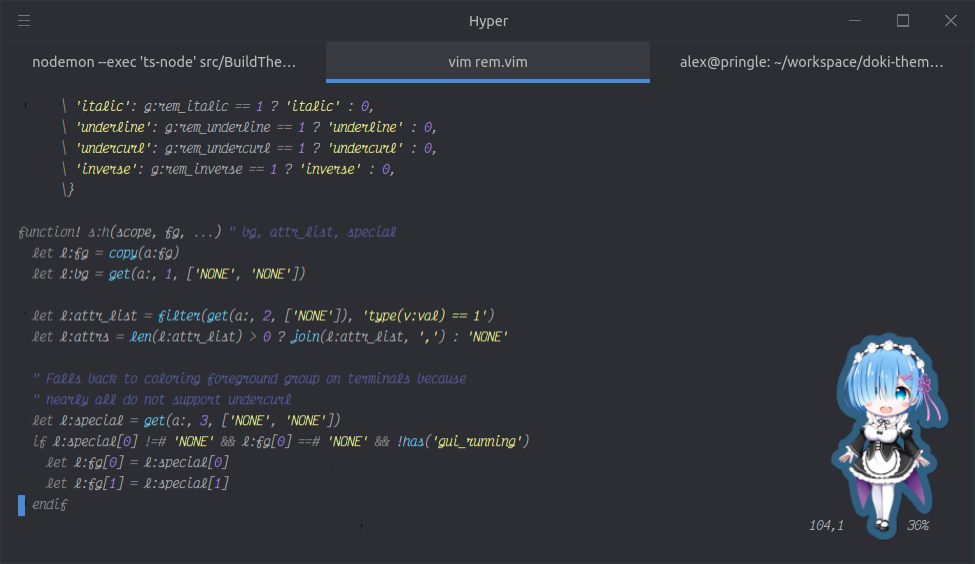 Hyper
nodemon --exec 'ts-node' src/BuildThe…
vim rem.vim
alex@pringle: ~/workspace/doki-them…
\ 'italic': g:rem_italic == 1 ? 'italic' : 0,
\ 'underline': g:rem_underline == 1 ? 'underline' : 0,
\ 'undercurl': g:rem_undercurl == 1 ? 'undercurl' : 0,
\ 'inverse': g:rem_inverse == 1 ? 'inverse' : 0,
\}
function! s:h(scope, fg, ...) " bg, attr_list, special
let l:fg = copy(a:fg)
let l:bg = get(a:, 1, ['NONE', 'NONE'])
let l:attr_list = filter(get(a:, 2, ['NONE']), 'type(v:val) == 1')
let l:attrs = len(l:attr_list) > 0 ? join(l:attr_list, ',') : 'NONE'
" Falls back to coloring foreground group on terminals because
" nearly all do not support undercurl
let l:special = get(a:, 3, ['NONE', 'NONE'])
if l:special[0] !=# 'NONE' && l:fg[0] ==# 'NONE' && !has('gui_running')
let l:fg[0] = l:special[0]
let l:fg[1] = l:special[1]
endif
104,1 30%